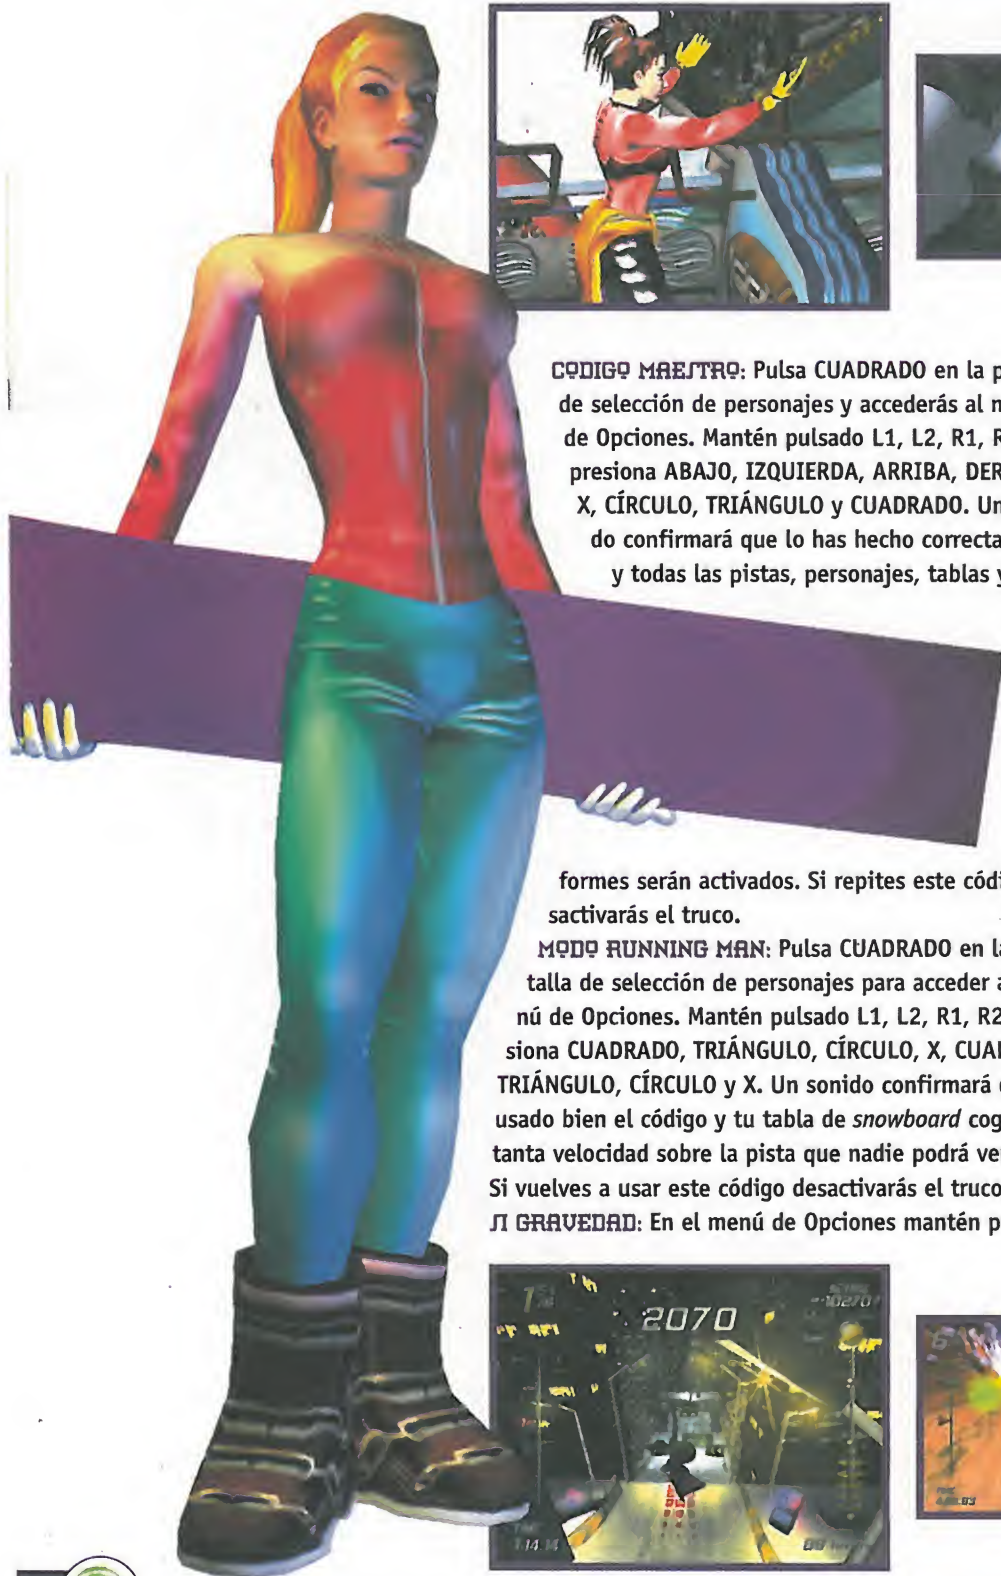 CODIGO MAESTRO: Pulsa CUADRADO en la p
de selección de personajes y accederás al m
de Opciones. Mantén pulsado L1, L2, R1, R
presiona ABAJO, IZQUIERDA, ARRIBA, DER
X, CÍRCULO, TRIÁNGULO y CUADRADO. Un
do confirmará que lo has hecho correcta
y todas las pistas, personajes, tablas y
formes serán activados. Si repites este códi
sactivarás el truco.
MODO RUNNING MAN: Pulsa CUADRADO en la
talla de selección de personajes para acceder a
nú de Opciones. Mantén pulsado L1, L2, R1, R2
siona CUADRADO, TRIÁNGULO, CÍRCULO, X, CUAD
TRIÁNGULO, CÍRCULO y X. Un sonido confirmará
usado bien el código y tu tabla de snowboard cog
tanta velocidad sobre la pista que nadie podrá ve
Si vuelves a usar este código desactivarás el truco
GRAVEDAD: En el menú de Opciones mantén p
2070